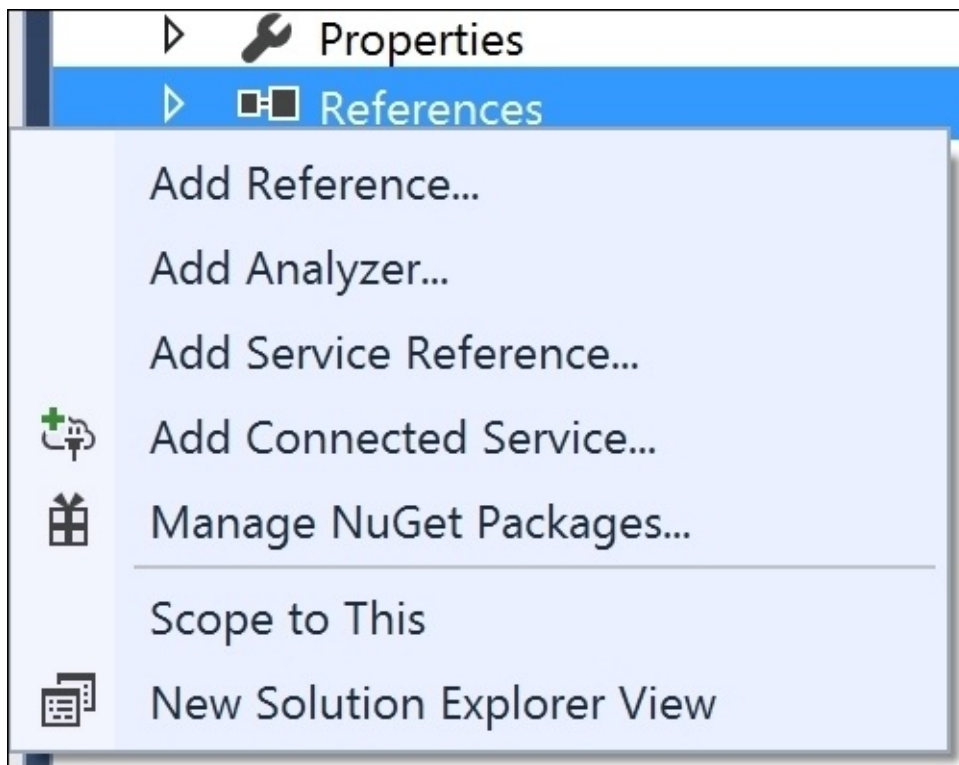 Properties
References
Add Reference...
Add Analyzer...
Add Service Reference...
Add Connected Service...
Manage NuGet Packages...
Scope to This
New Solution Explorer View